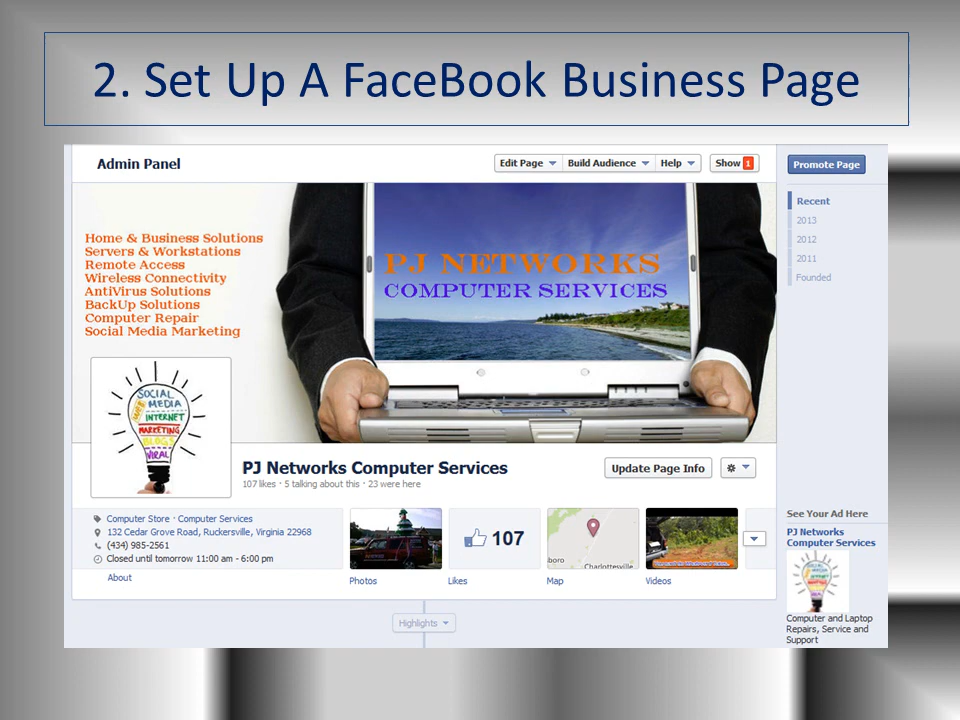 2. Set Up A FaceBook Business Page
Admin Panel
Edit Page
Build Audience
Help
Show 1
Promote Page
Recent
2013
2012
2011
Founded
Home & Business Solutions
Servers & Workstations
Remote Access
Wireless Connectivity
AntiVirus Solutions
BackUp Solutions
Computer Repair
Social Media Marketing
PJ NETWORKS
COMPUTER SERVICES
SOCIAL
MEDIA
INTERNET
MARKETING
BLOGS
VIRAL
PJ Networks Computer Services
107 likes · 5 talking about this · 23 were here
Update Page Info
Computer Store · Computer Services
132 Cedar Grove Road, Ruckersville, Virginia 22968
(434) 985-2561
Closed until tomorrow 11:00 am - 6:00 pm
About
107
boro
Charlottesville
Photos
Likes
Map
Videos
Highlights
See Your Ad Here
PJ Networks
Computer Services
Computer and Laptop
Repairs, Service and
Support